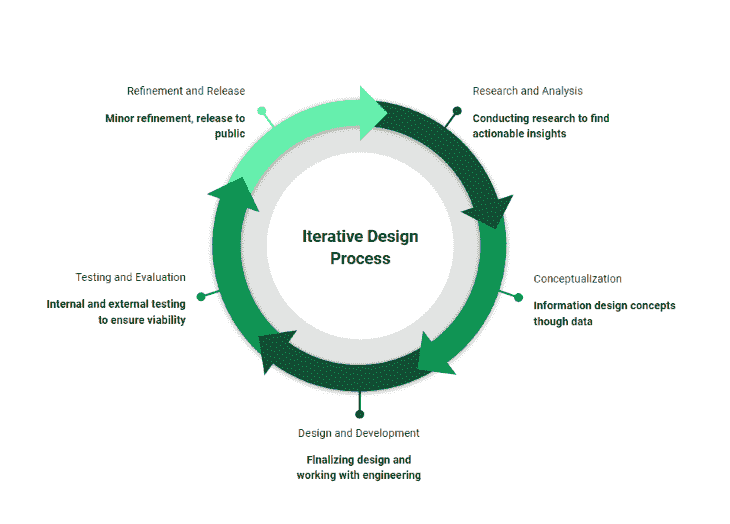 Refinement and Release
Minor refinement, release to
public
Research and Analysis
Conducting research to find
actionable insights
Iterative Design
Process
Testing and Evaluation
Internal and external testing
to ensure viability
Conceptualization
Information design concepts
though data
Design and Development
Finalizing design and
working with engineering